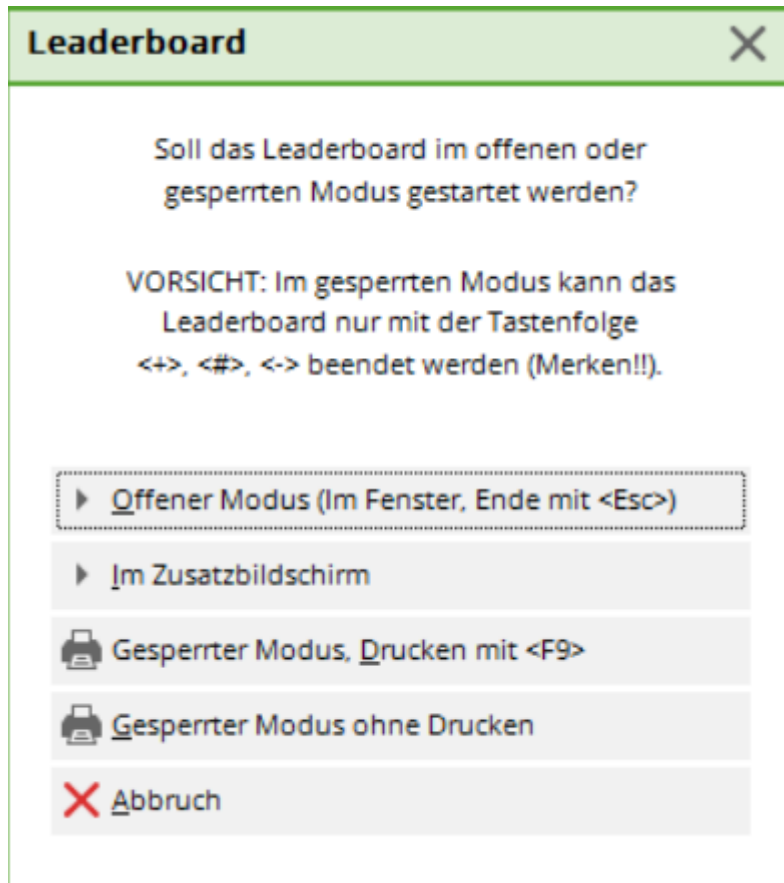 Leaderboard
Soll das Leaderboard im offenen oder
gesperrten Modus gestartet werden?
VORSICHT: Im gesperrten Modus kann das
Leaderboard nur mit der Tastenfolge
<+>, <#>, <-> beendet werden (Merken!!).
Offener Modus (Im Fenster, Ende mit <Esc>)
Im Zusatzbildschirm
Gesperrter Modus, Drucken mit <F9>
Gesperrter Modus ohne Drucken
Abbruch